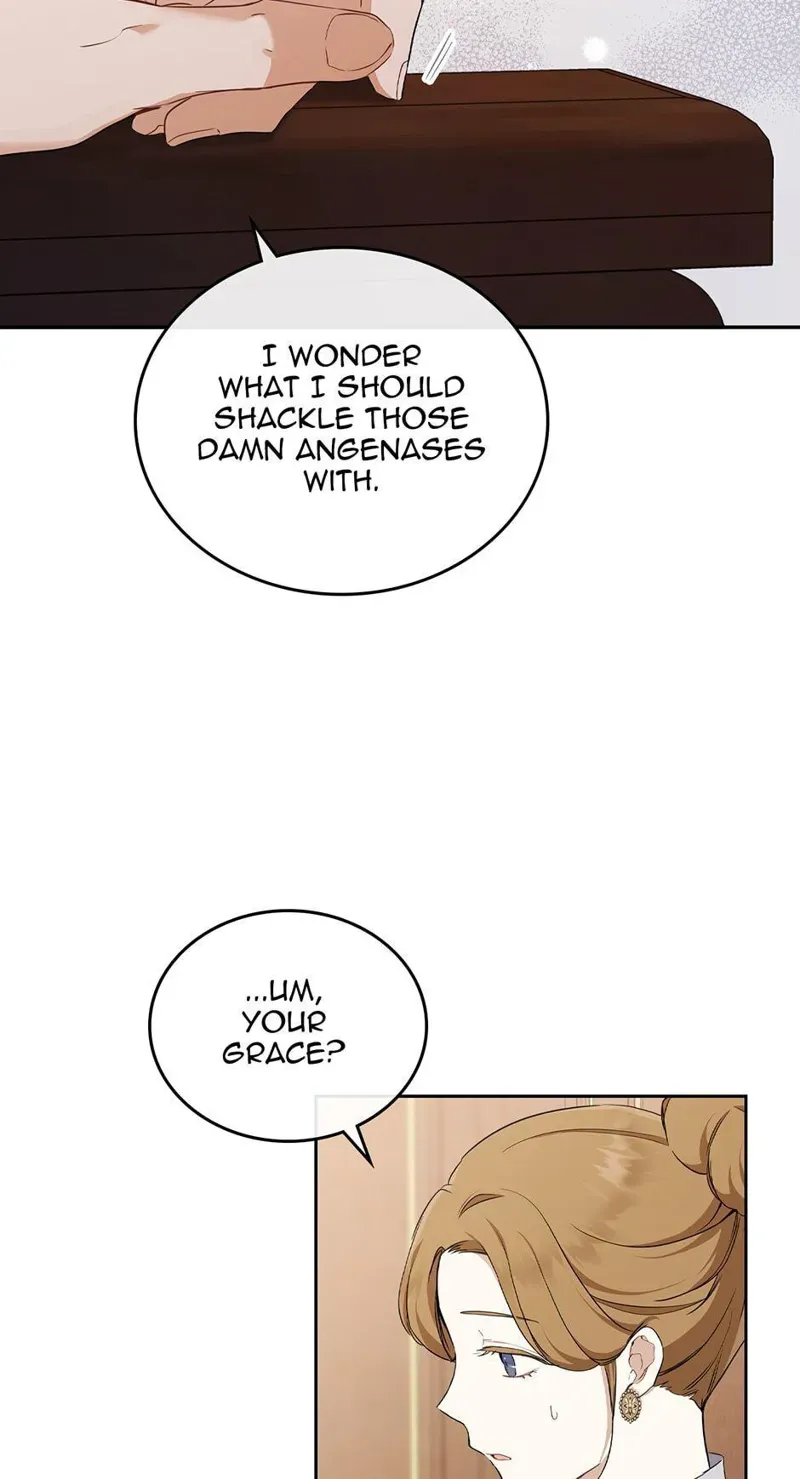 I WONDER
WHAT I SHOULD
SHACKLE THOSE
DAMN ANGENASES
WITH.
...UM,
YOUR
GRACE?